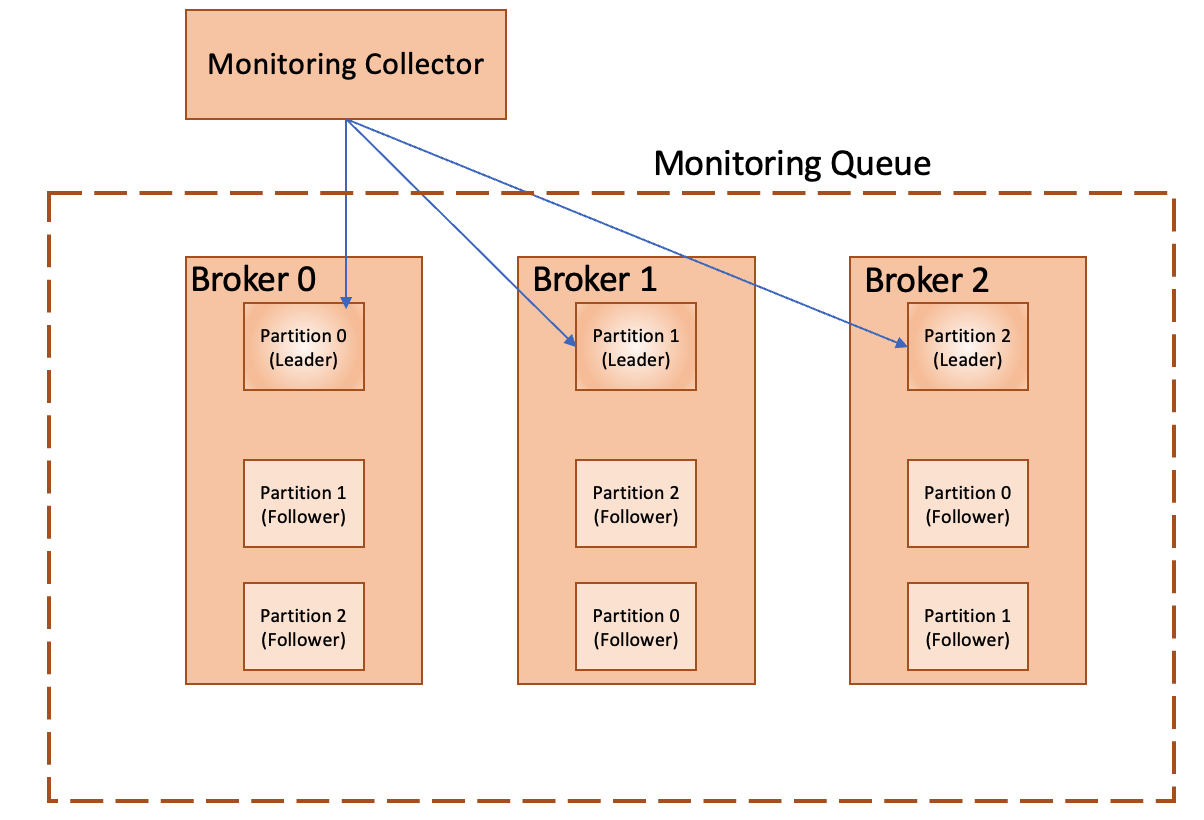 Monitoring Collector
Monitoring Queue
Broker 0
Partition 0
(Leader)
Partition 1
(Follower)
Partition 2
(Follower)
Broker 1
Partition 1
(Leader)
Partition 2
(Follower)
Partition 0
(Follower)
Broker 2
Partition 2
(Leader)
Partition 0
(Follower)
Partition 1
(Follower)